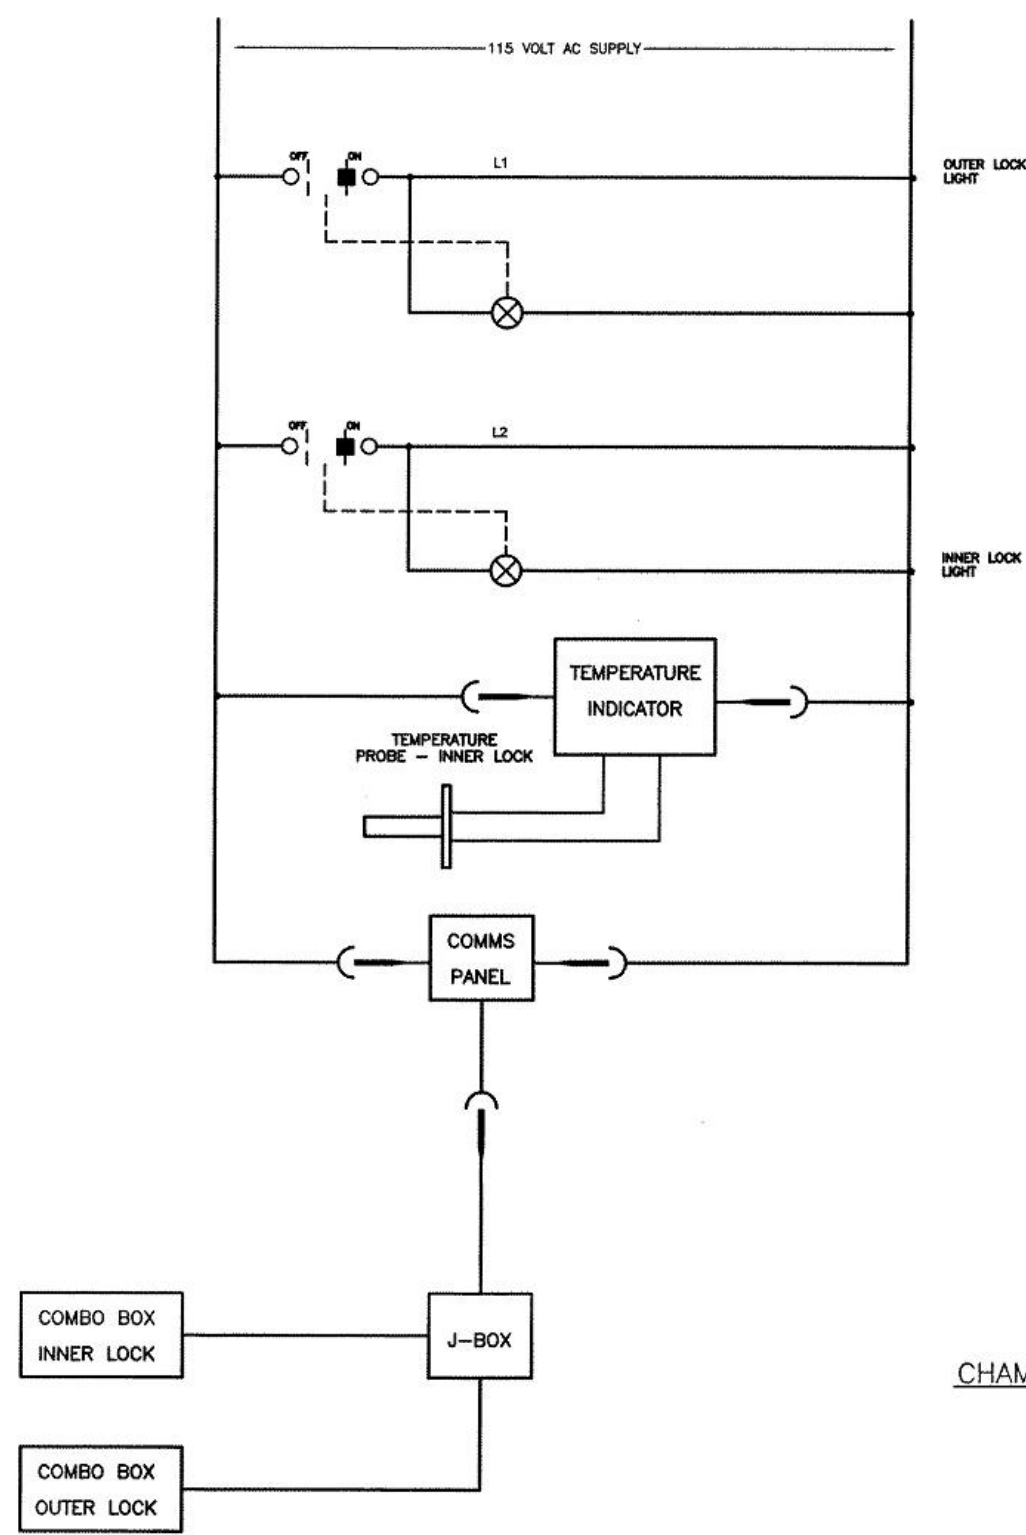 115 VOLT AC SUPPLY
OFF ON L1
OUTER LOCK
LIGHT
OFF ON L2
INNER LOCK
LIGHT
TEMPERATURE
INDICATOR
TEMPERATURE
PROBE – INNER LOCK
COMMS
PANEL
COMBO BOX
INNER LOCK
J–BOX
CHAM
COMBO BOX
OUTER LOCK